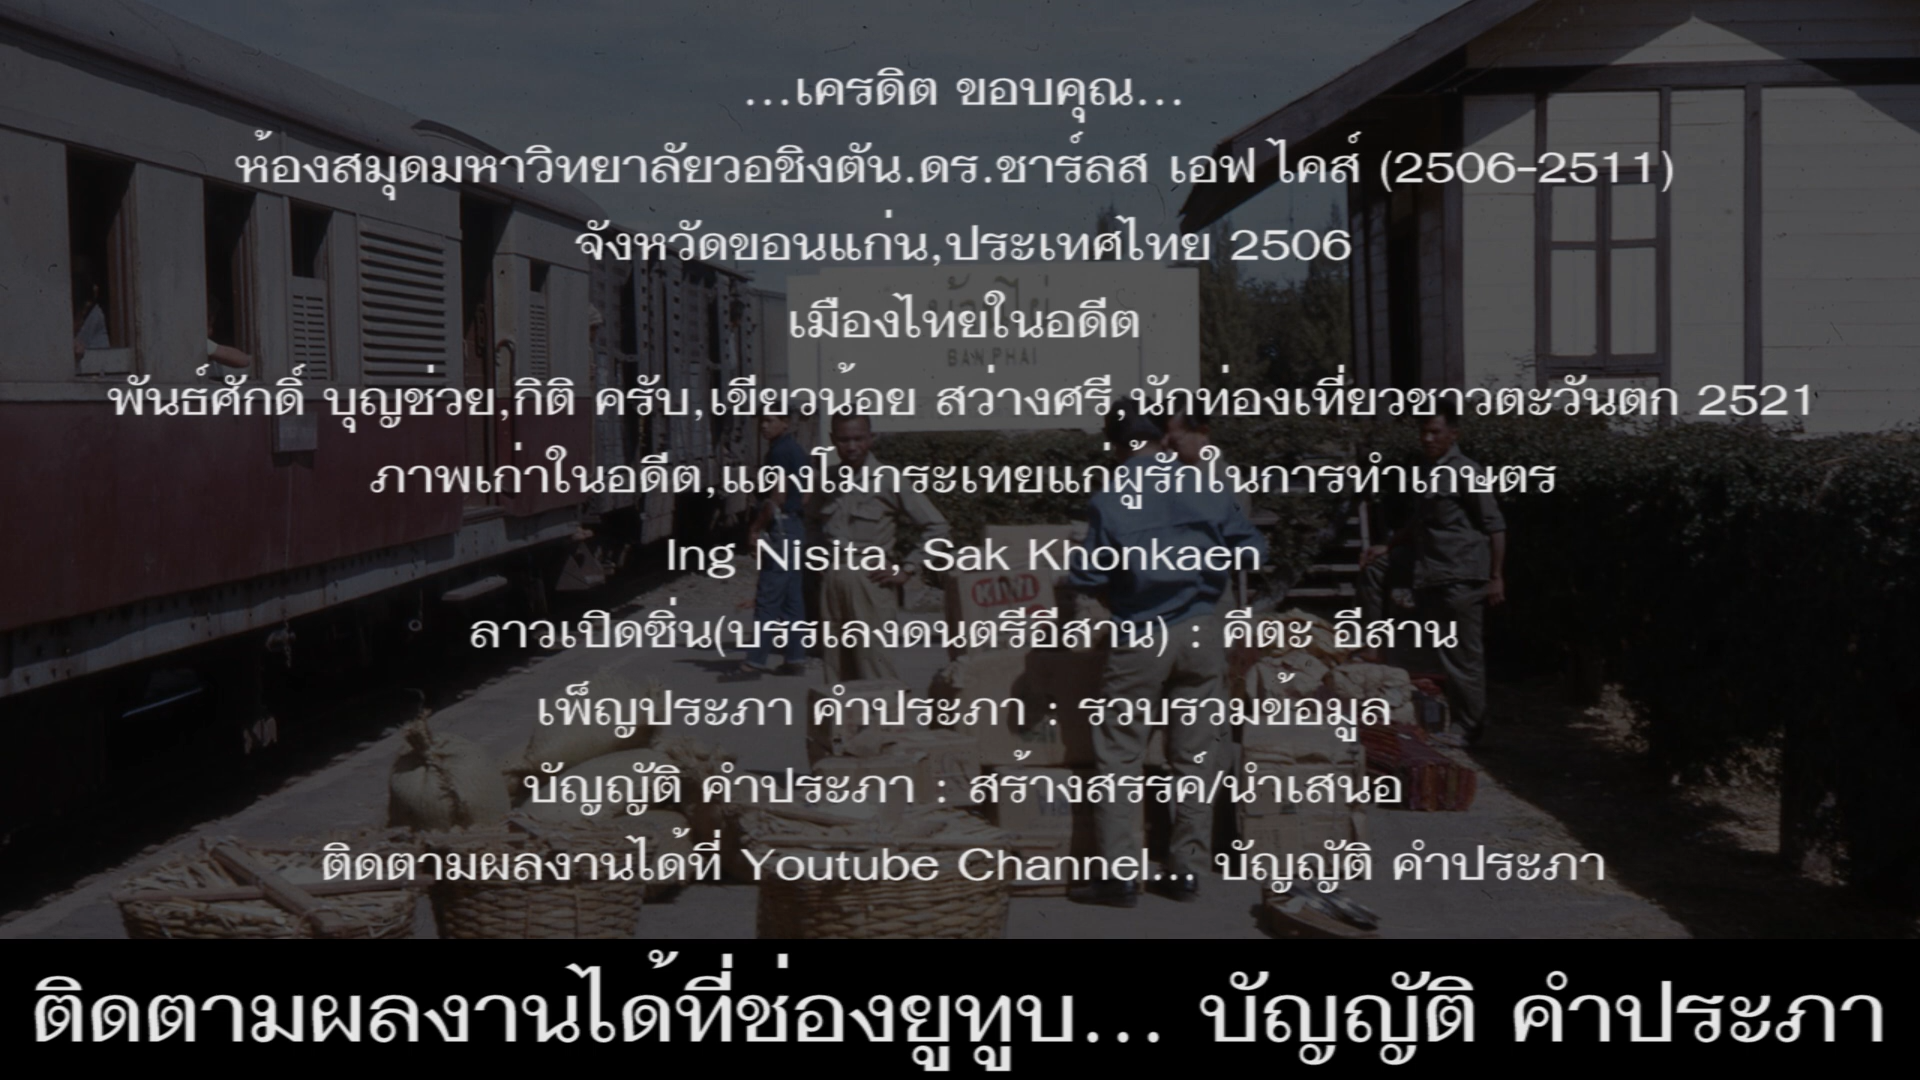 ...เครดิต ขอบคุณ...
ห้องสมุดมหาวิทยาลัยวอชิงตัน.ดร.ชาร์ลส เอฟ ไคส์ (2506-2511)
จังหวัดขอนแก่น,ประเทศไทย 2506
เมืองไทยในอดีต
บ้านไผ่
BAN PHAI
พันธ์ศักดิ์ บุญช่วย,กิติ ครับ,เขียวน้อย สว่างศรี,นักท่องเที่ยวชาวตะวันตก 2521
ภาพเก่าในอดีต,แตงโมกระเทยแก่ผู้รักในการทำเกษตร
Ing Nisita, Sak Khonkaen
KIWI
ลาวเปิดซิ่น(บรรเลงดนตรีอีสาน) : คีตะ อีสาน
เพ็ญประภา คำประภา : รวบรวมข้อมูล
บัญญัติ คำประภา : สร้างสรรค์/นำเสนอ
ติดตามผลงานได้ที่ Youtube Channel... บัญญัติ คำประภา
ติดตามผลงานได้ที่ช่องยูทูบ... บัญญัติ คำประภา